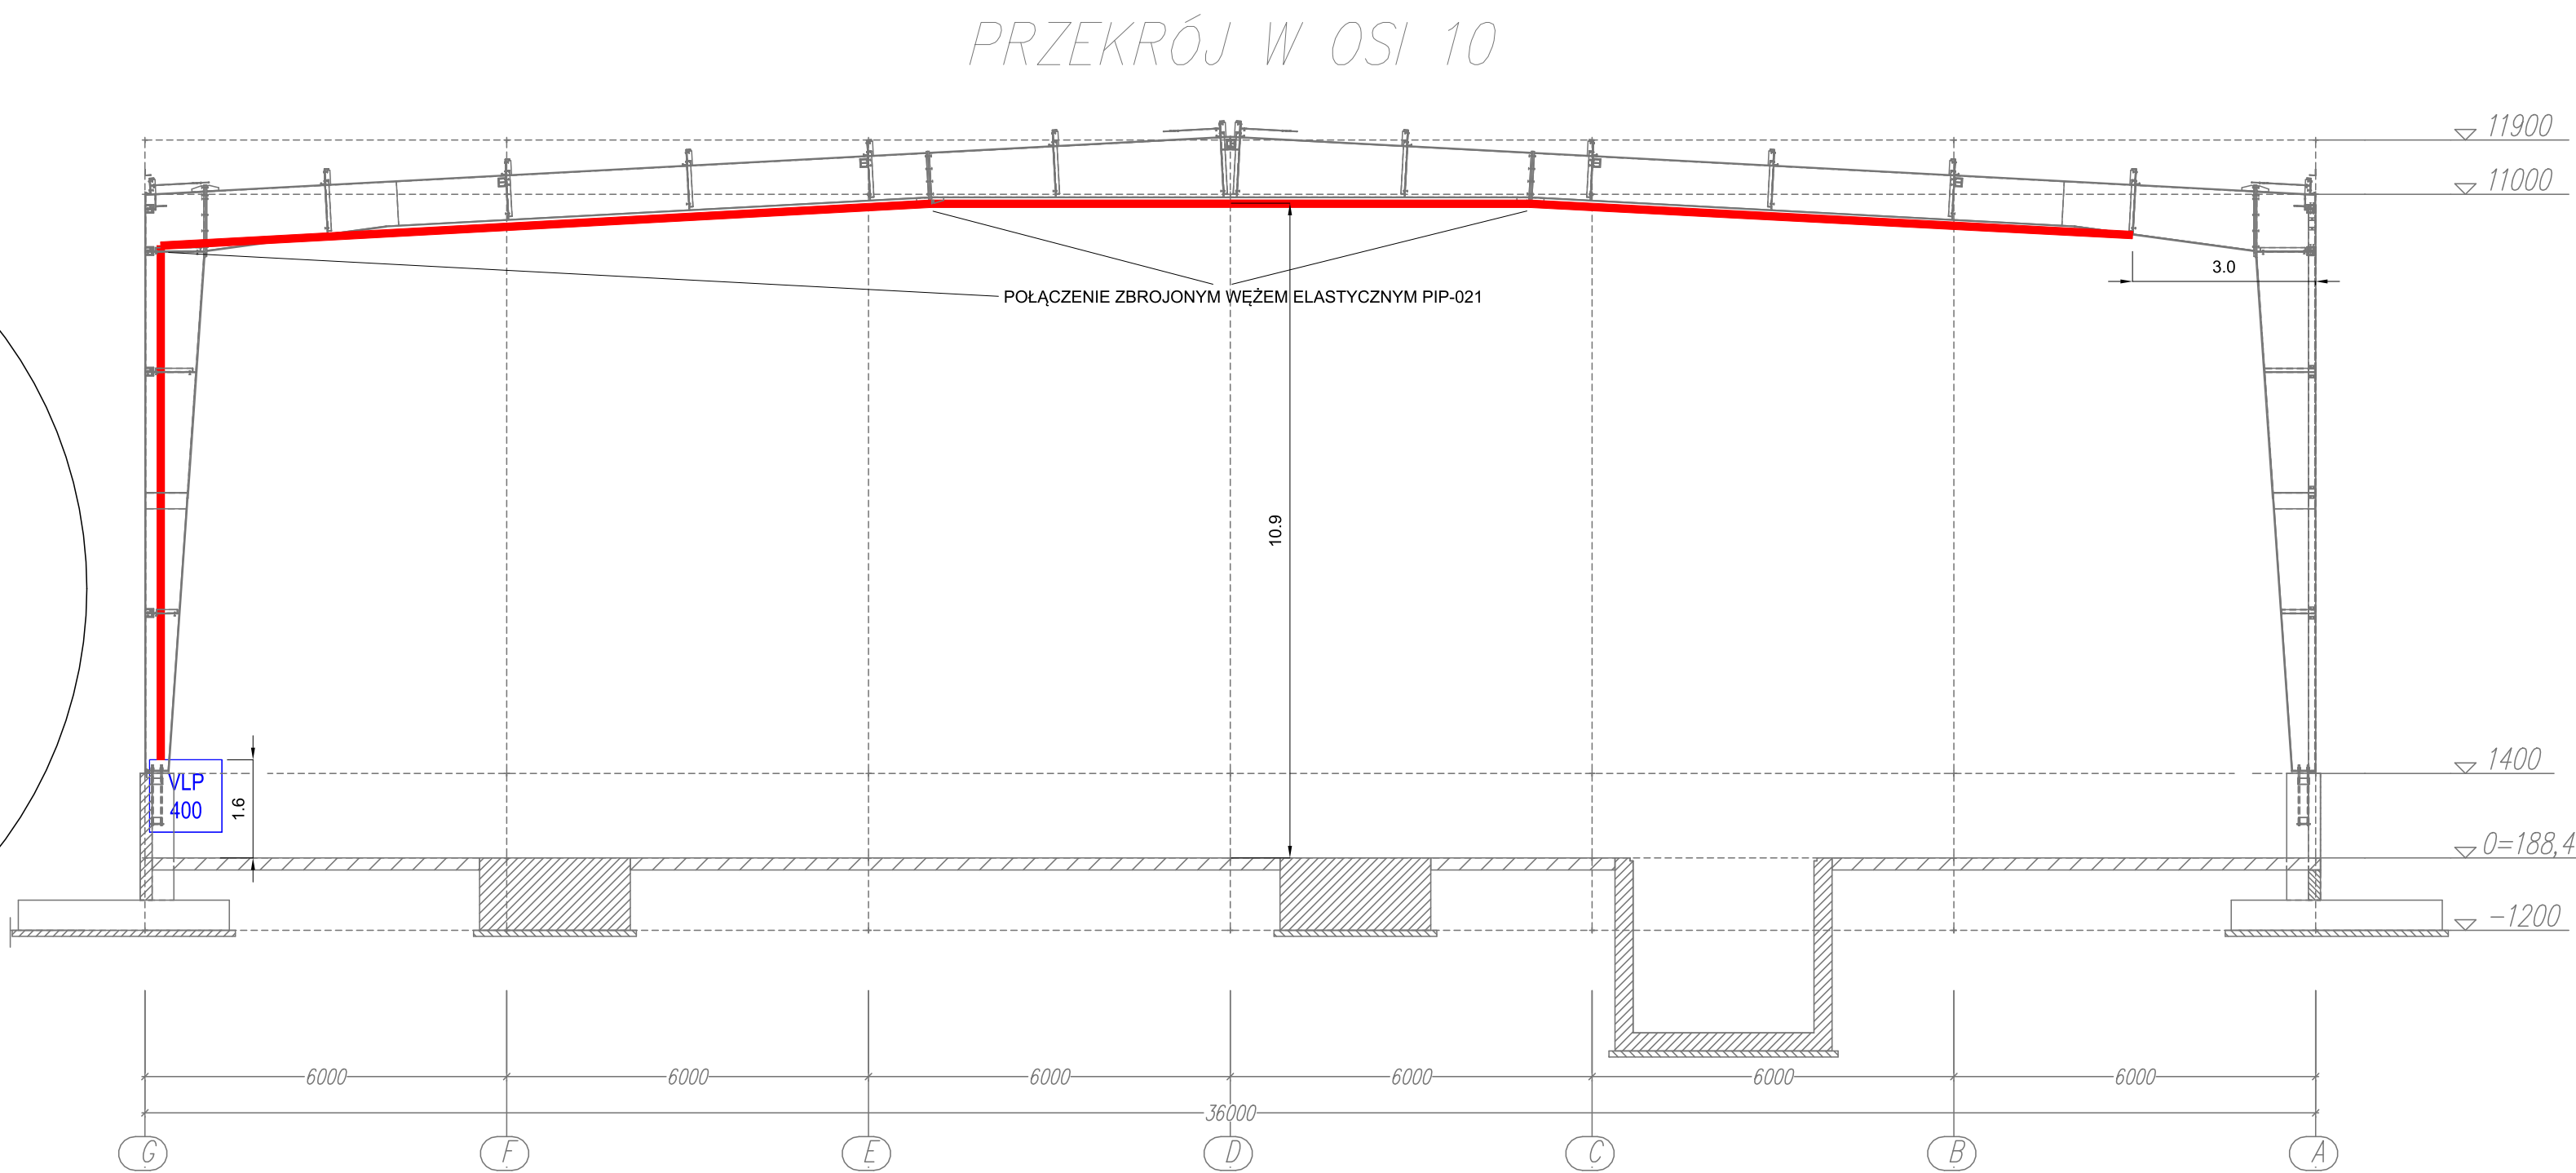 PRZEKRÓJ W OSI 10
11900
11000
3.0
POŁĄCZENIE ZBROJONYM WĘŻEM ELASTYCZNYM PIP-021
10.9
VLP
400
1.6
1400
0=188,4
-1200
6000 6000 6000 6000 6000 6000
36000
G F E D C B A